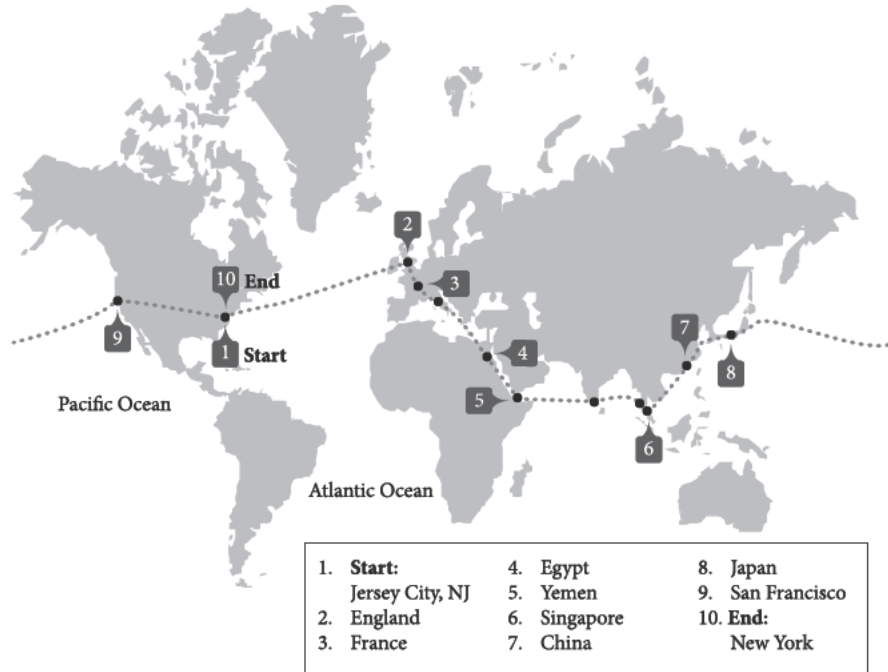 2
10 End
3
9
1 Start
7
4
8
Pacific Ocean
5
6
Atlantic Ocean
1. Start:
Jersey City, NJ
2. England
3. France
4. Egypt
5. Yemen
6. Singapore
7. China
8. Japan
9. San Francisco
10. End:
New York